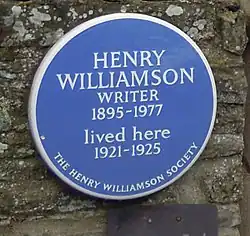 HENRY
WILLIAMSON
WRITER
1895-1977
lived here
1921-1925
THE HENRY WILLIAMSON SOCIETY